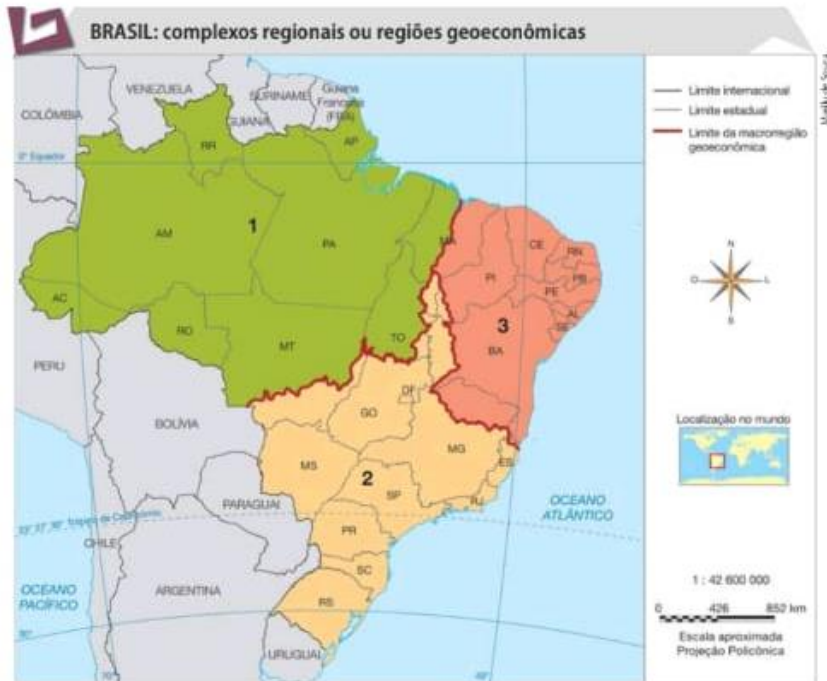 BRASIL: complexos regionais ou regiões geoeconômicas
VENEZUELA
SURINAME
Guiana
Francesa
(FRA)
COLÔMBIA
GUIANA
Limite internacional
Limite estadual
Limite da macrorregião
geoeconômica
RR
AP
0° Equador
AM
1
PA
MA
CE
RN
PI
PB
PE
AC
AL
SE
3
RO
TO
BA
MT
N
O
L
S
PERU
DF
BOLÍVIA
GO
Localização no mundo
MG
ES
MS
2
SP
RJ
OCEANO
ATLÂNTICO
PARAGUAI
PR
CHILE
SC
OCEANO
PACÍFICO
ARGENTINA
RS
1 : 42 600 000
0 426 852 km
Escala aproximada
Projeção Policônica
URUGUAI